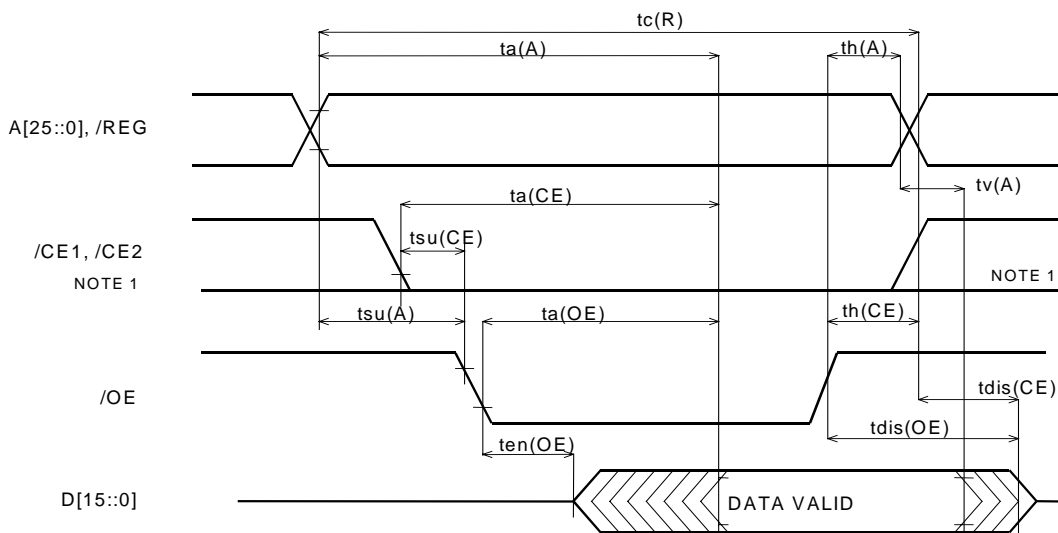 tc(R)
ta(A)
th(A)
A[25::0], /REG
tv(A)
ta(CE)
tsu(CE)
/CE1, /CE2
NOTE 1
NOTE 1
tsu(A)
ta(OE)
th(CE)
/OE
tdis(CE)
tdis(OE)
ten(OE)
D[15::0]
DATA VALID